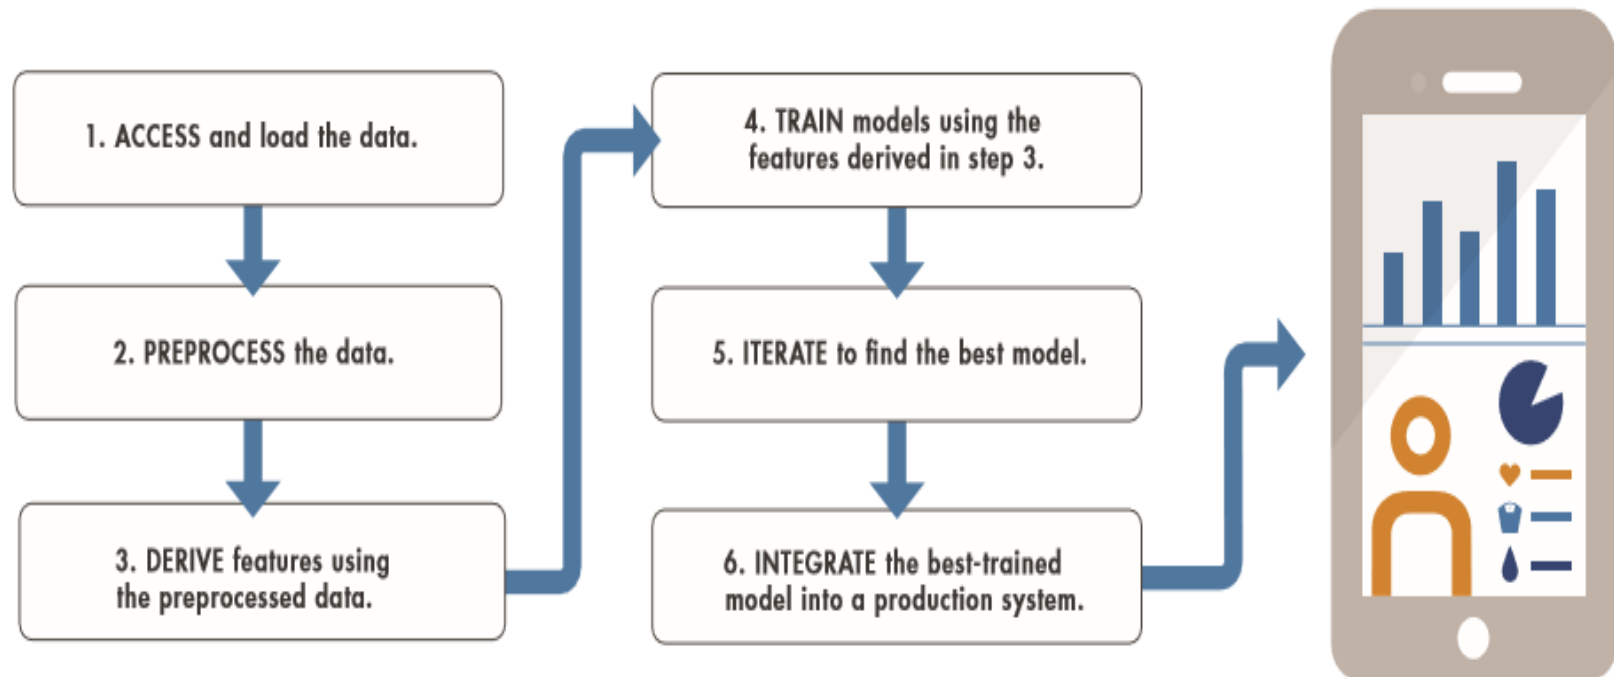 1. ACCESS and load the data.
2. PREPROCESS the data.
3. DERIVE features using
the preprocessed data.
4. TRAIN models using the
features derived in step 3.
5. ITERATE to find the best model.
6. INTEGRATE the best-trained
model into a production system.